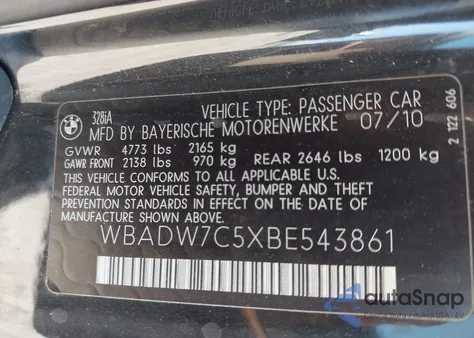 328iA VEHICLE TYPE: PASSENGER CAR
MFD BY BAYERISCHE MOTORENWERKE 07/10
GVWR 4773 lbs 2165 kg
GAWR FRONT 2138 lbs 970 kg REAR 2646 lbs 1200 kg
THIS VEHICLE CONFORMS TO ALL APPLICABLE
FEDERAL MOTOR VEHICLE SAFETY, BUMPER AND THEFT
PREVENTION STANDARDS IN EFFECT ON THE
DATE OF MANUFACTURE SHOWN ABOVE.
WBADW7C5XBE543861
2 122 606
autoSnap